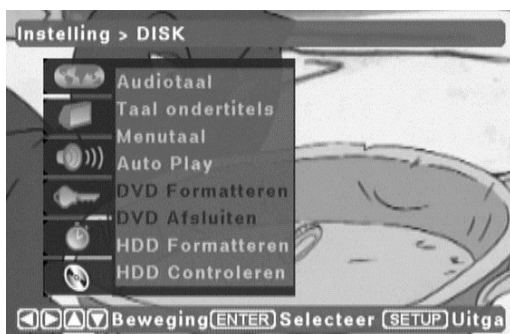 Instelling > DISK
Audiotaal
Taal ondertitels
Menutaal
Auto Play
DVD Formatteren
DVD Afsluiten
HDD Formatteren
HDD Controleren
Beweging ENTER Selecteer SETUP Uitga